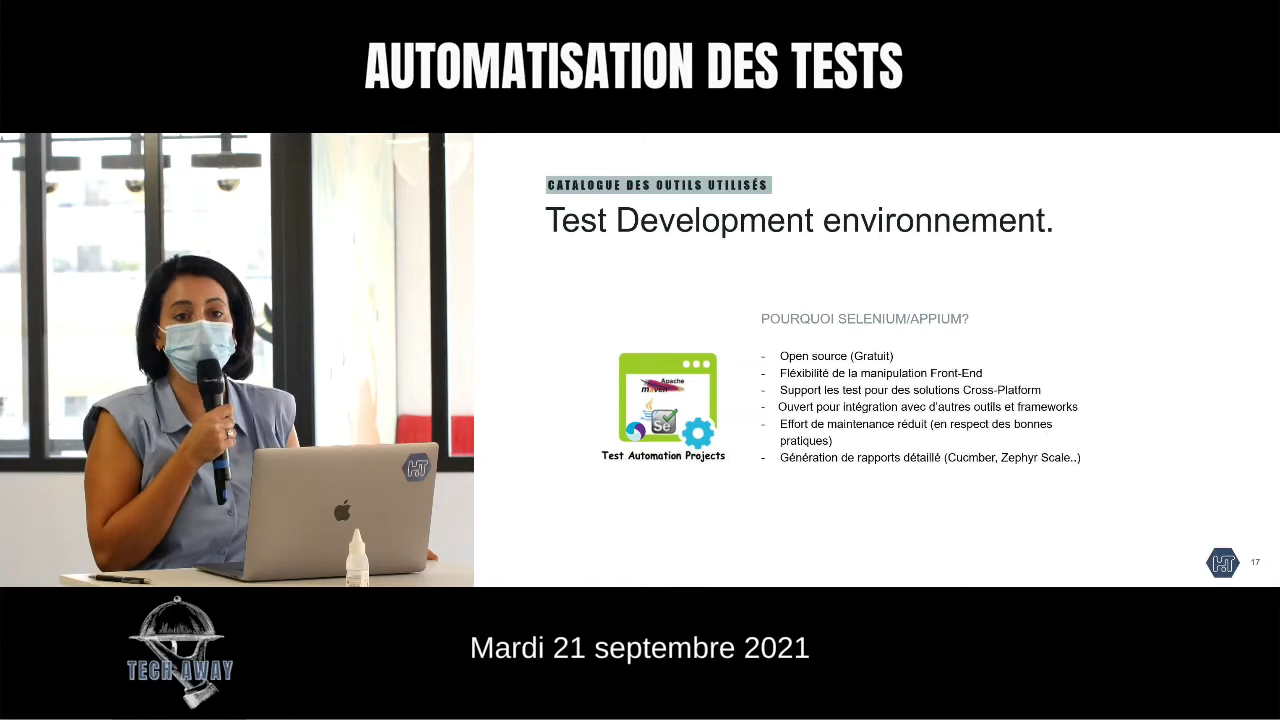 AUTOMATISATION DES TESTS
CATALOGUE DES OUTILS UTILISÉS
Test Development environnement.
POURQUOI SELENIUM/APPIUM?
- Open source (Gratuit)
- Fléxibilité de la manipulation Front-End
- Support les test pour des solutions Cross-Platform
- Ouvert pour intégration avec d'autres outils et frameworks
- Effort de maintenance réduit (en respect des bonnes
pratiques)
- Génération de rapports détaillé (Cucmber, Zephyr Scale..)
Apache
maven
Java
Se
Test Automation Projects
HT
HT
17
TECH AWAY
Mardi 21 septembre 2021